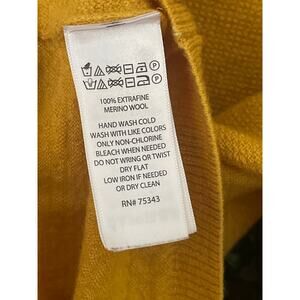 100% EXTRAFINE
MERINO WOOL
HAND WASH COLD
WASH WITH LIKE COLORS
ONLY NON-CHLORINE
BLEACH WHEN NEEDED
DO NOT WRING OR TWIST
DRY FLAT
LOW IRON IF NEEDED
OR DRY CLEAN
RN# 75343